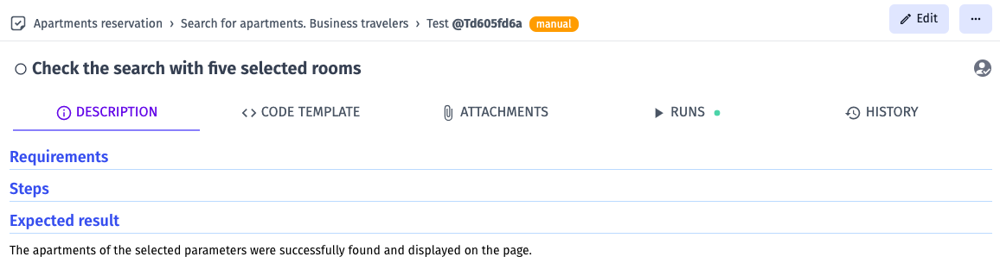 Apartments reservation › Search for apartments. Business travelers › Test @Td605fd6a manual Edit ...
Check the search with five selected rooms
DESCRIPTION <> CODE TEMPLATE ATTACHMENTS RUNS HISTORY
Requirements
Steps
Expected result
The apartments of the selected parameters were successfully found and displayed on the page.